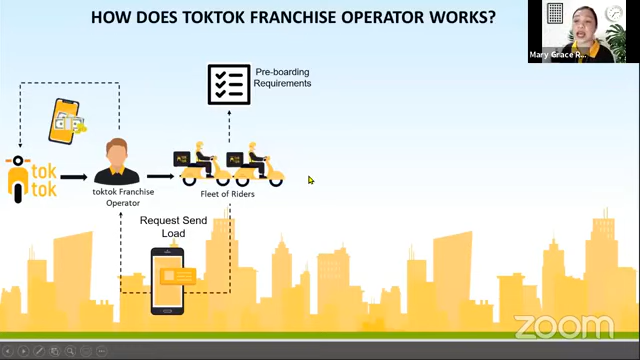 HOW DOES TOKTOK FRANCHISE OPERATOR WORKS?
Mary Grace R...
Pre-boarding
Requirements
tok
tok
toktok Franchise
Operator
Fleet of Riders
Request Send
Load
zoom